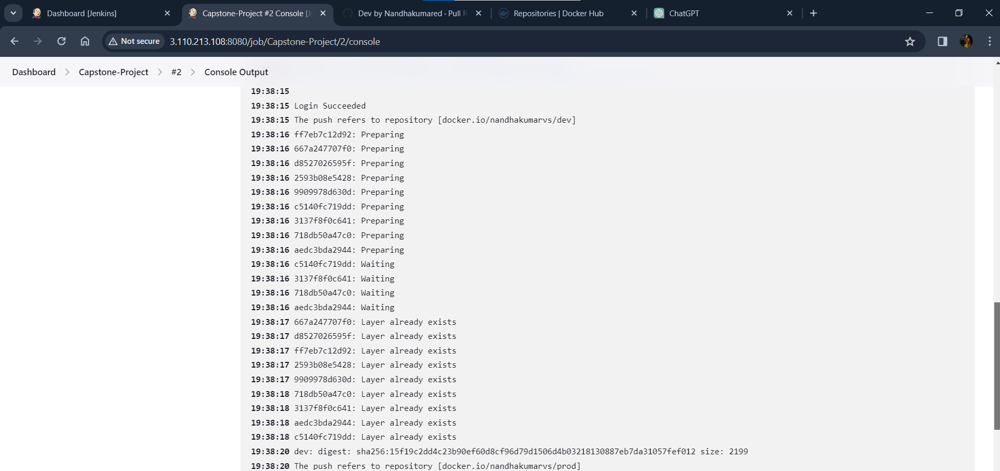 Dashboard [Jenkins]
Capstone-Project #2 Console [J
Dev by Nandhakumared · Pull R
Repositories | Docker Hub
ChatGPT
Not secure
3.110.213.108:8080/job/Capstone-Project/2/console
Dashboard
Capstone-Project
#2
Console Output
19:38:15
19:38:15 Login Succeeded
19:38:15 The push refers to repository [docker.io/nandhakumarvs/dev]
19:38:16 ff7eb7c12d92: Preparing
19:38:16 667a247707f0: Preparing
19:38:16 d8527026595f: Preparing
19:38:16 2593b08e5428: Preparing
19:38:16 9909978d630d: Preparing
19:38:16 c5140fc719dd: Preparing
19:38:16 3137f8f0c641: Preparing
19:38:16 718db50a47c0: Preparing
19:38:16 aedc3bda2944: Preparing
19:38:16 c5140fc719dd: Waiting
19:38:16 3137f8f0c641: Waiting
19:38:16 718db50a47c0: Waiting
19:38:16 aedc3bda2944: Waiting
19:38:17 667a247707f0: Layer already exists
19:38:17 d8527026595f: Layer already exists
19:38:17 ff7eb7c12d92: Layer already exists
19:38:17 2593b08e5428: Layer already exists
19:38:17 9909978d630d: Layer already exists
19:38:18 718db50a47c0: Layer already exists
19:38:18 3137f8f0c641: Layer already exists
19:38:18 aedc3bda2944: Layer already exists
19:38:18 c5140fc719dd: Layer already exists
19:38:20 dev: digest: sha256:15f19c2dd4c23b90ef60d8cf96d79d1506d4b03218130887eb7da31057fef012 size: 2199
19:38:20 The push refers to repository [docker.io/nandhakumarvs/prod]